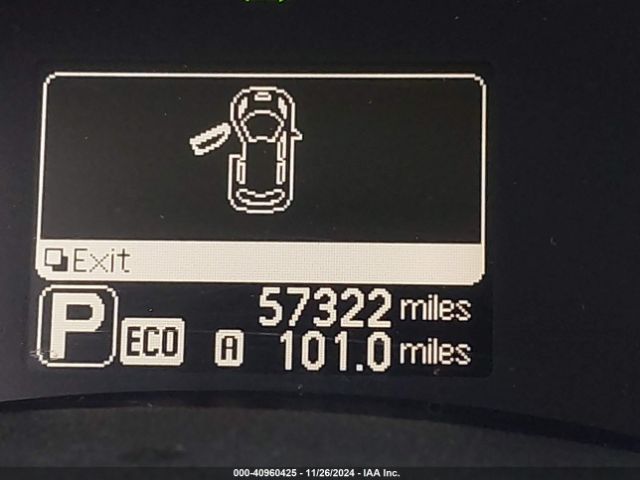 Exit
P ECO 57322 miles
A 101.0 miles
000-40960425 - 11/26/2024 - IAA Inc.